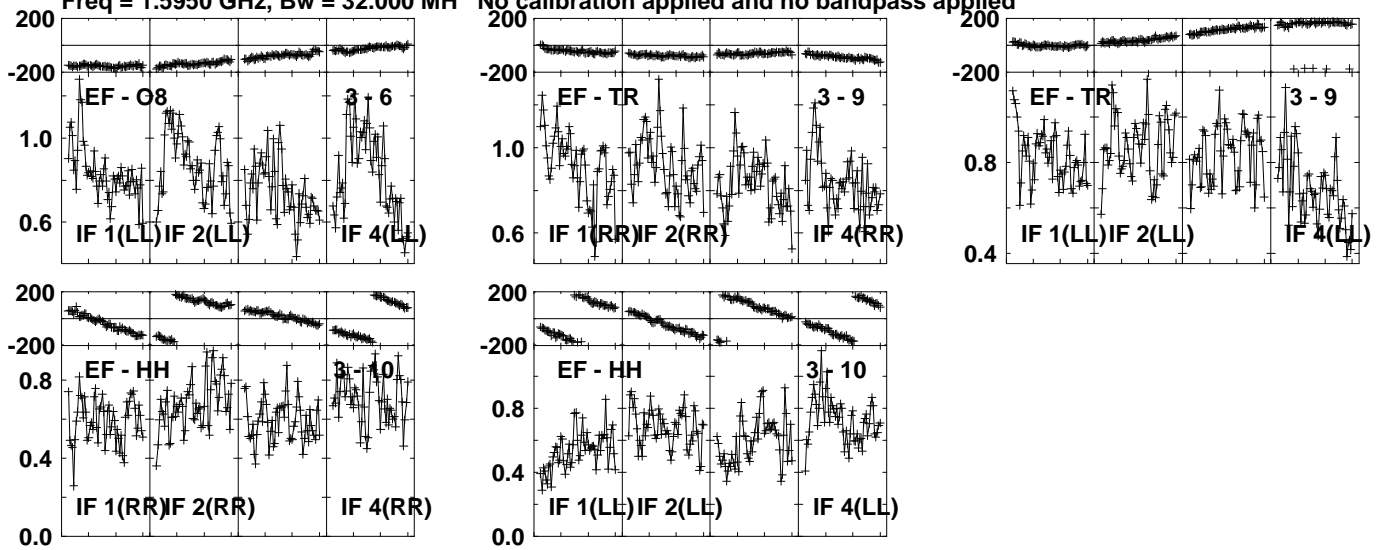 Freq = 1.5950 GHz, Bw = 32.000 MH No calibration applied and no bandpass applied
200
-200
EF - O8 3 - 6
1.0
0.6
IF 1(LL) IF 2(LL) IF 4(LL)
200
-200
EF - TR 3 - 9
1.0
0.6
IF 1(RR) IF 2(RR) IF 4(RR)
200
-200
EF - TR 3 - 9
0.8
0.4
IF 1(LL) IF 2(LL) IF 4(LL)
200
-200
EF - HH 3 - 10
0.8
0.4
0.0
IF 1(RR) IF 2(RR) IF 4(RR)
200
-200
EF - HH 3 - 10
0.8
0.4
0.0
IF 1(LL) IF 2(LL) IF 4(LL)